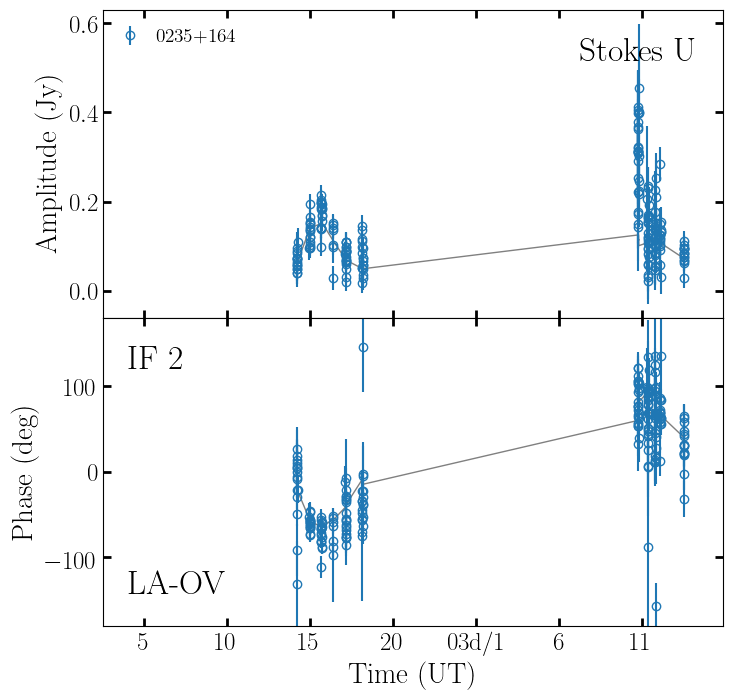 0.6
0.4
0.2
0.0
Amplitude (Jy)
0235+164
Stokes U
100
0
−100
Phase (deg)
IF 2
LA-OV
5 10 15 20 03d/1 6 11
Time (UT)